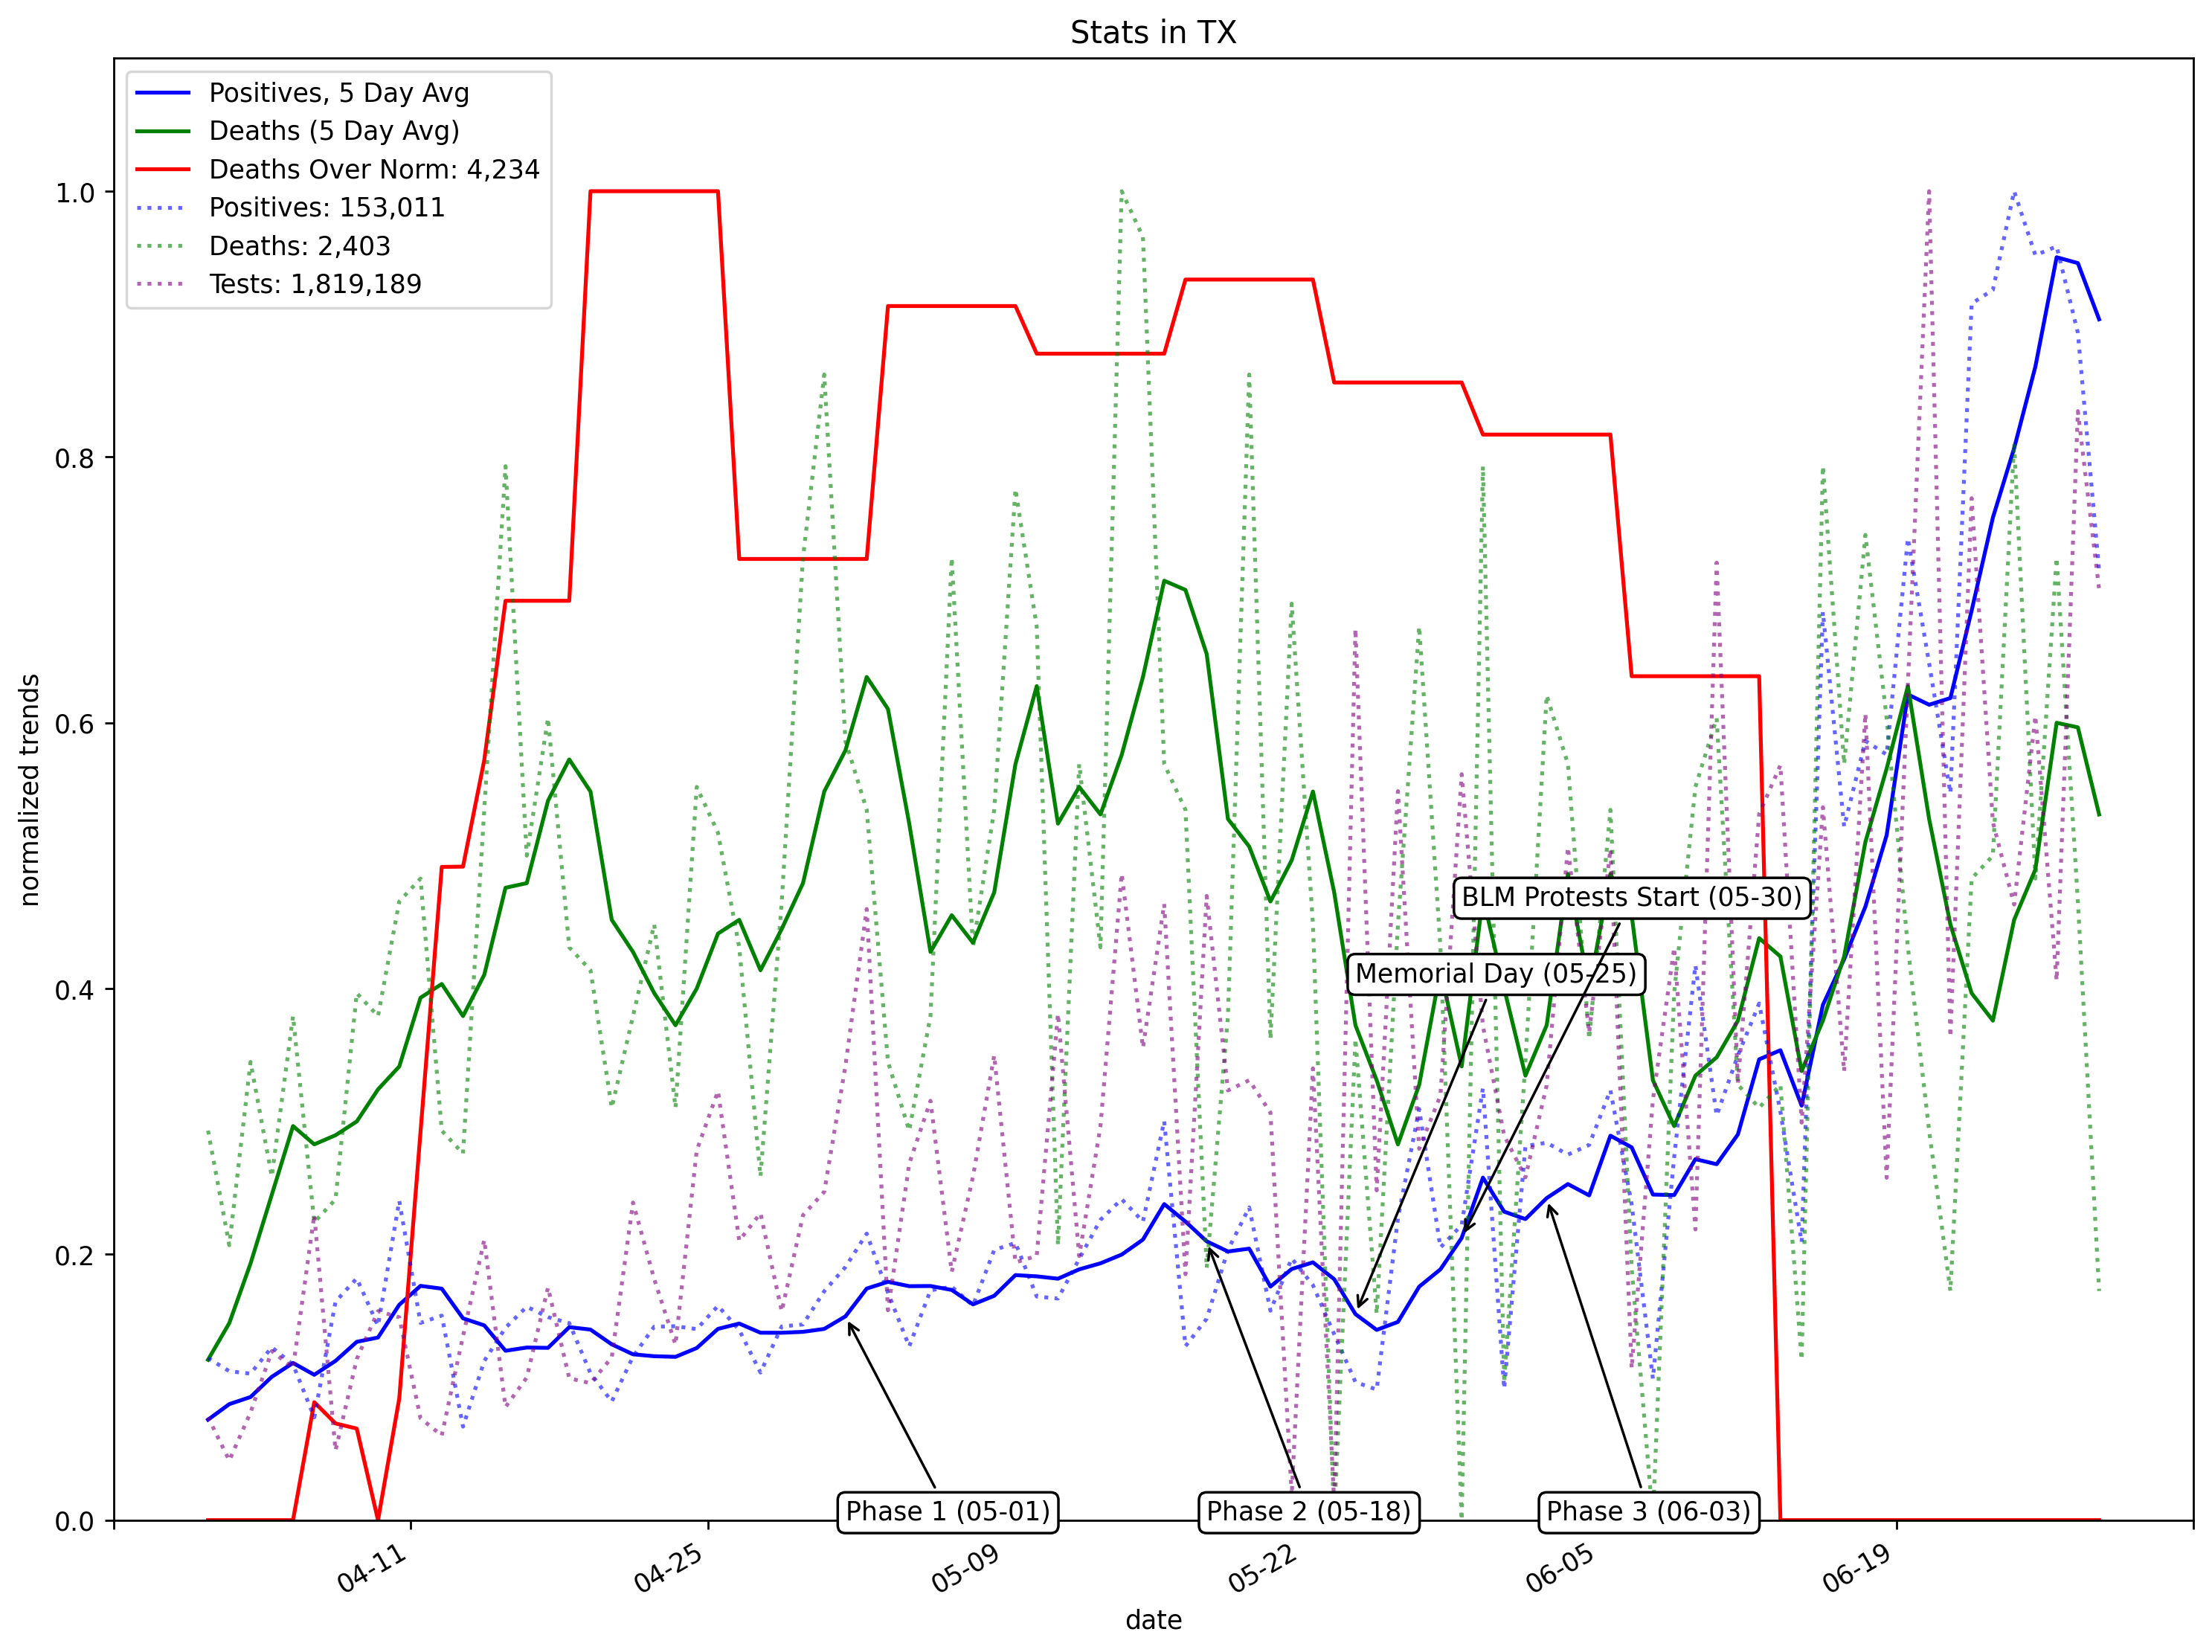 Stats in TX
Positives, 5 Day Avg
Deaths (5 Day Avg)
Deaths Over Norm: 4,234
Positives: 153,011
Deaths: 2,403
Tests: 1,819,189
1.0
0.8
0.6
0.4
0.2
0.0
normalized trends
BLM Protests Start (05-30)
Memorial Day (05-25)
Phase 1 (05-01)
Phase 2 (05-18)
Phase 3 (06-03)
04-11
04-25
05-09
05-22
06-05
06-19
date